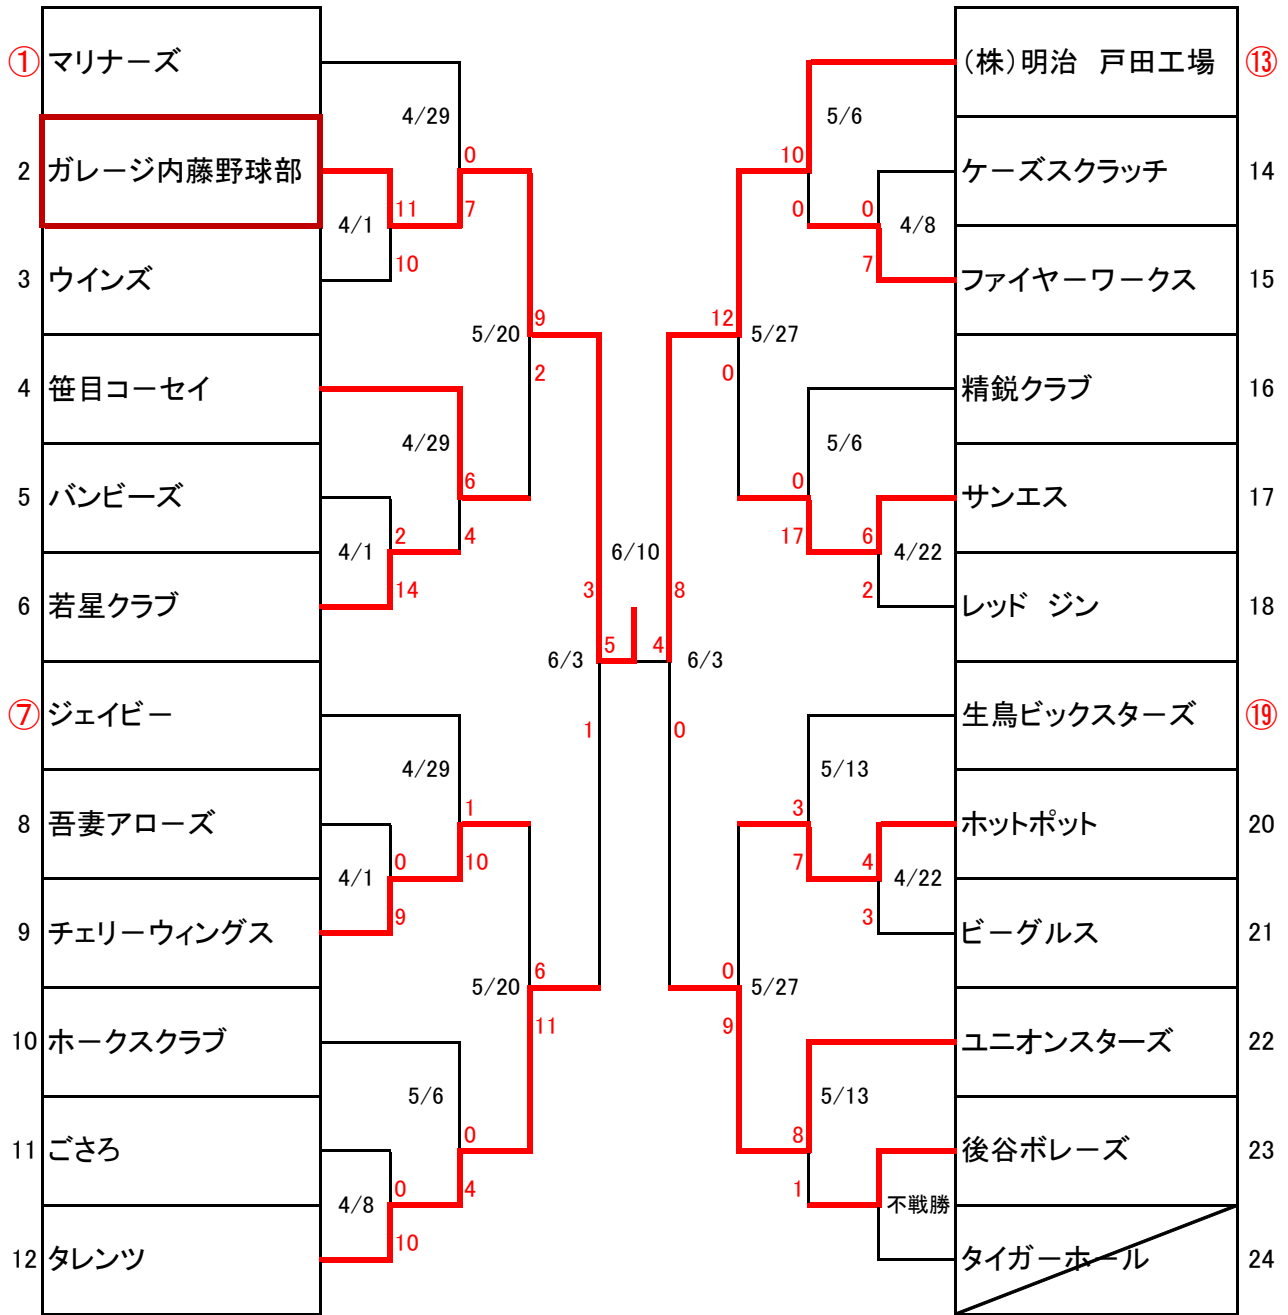 ① マリナーズ
2 ガレージ内藤野球部
3 ウインズ
4 笹目コーセイ
5 バンビーズ
6 若星クラブ
⑦ ジェイビー
8 吾妻アローズ
9 チェリーウィングス
10 ホークスクラブ
11 ごさろ
12 タレンツ
4/29
0
7
4/1
11
10
5/20
9
2
4/29
6
4
4/1
2
14
6/3
3
1
4/29
1
10
4/1
0
9
5/20
6
11
5/6
0
4
4/8
0
10
6/10
5
4
8
6/3
0
5/6
10
0
0
4/8
7
12
5/27
0
5/6
0
17
6
4/22
2
5/13
3
7
4
4/22
3
0
5/27
9
5/13
8
1
不戦勝
(株)明治 戸田工場 ⑬
ケーズスクラッチ 14
ファイヤーワークス 15
精鋭クラブ 16
サンエス 17
レッド ジン 18
生鳥ビックスターズ ⑲
ホットポット 20
ビーグルス 21
ユニオンスターズ 22
後谷ボレーズ 23
タイガーホール 24